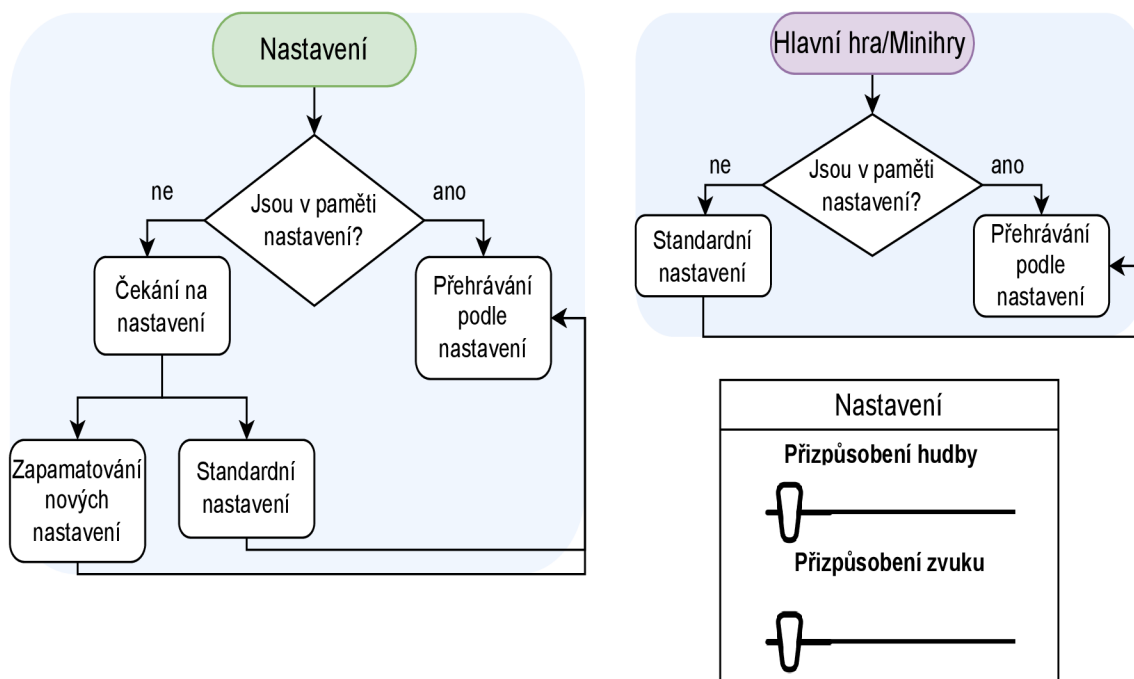 Nastavení
Jsou v paměti
nastavení?
ne
ano
Čekání na
nastavení
Přehrávání
podle
nastavení
Zapamatování
nových
nastavení
Standardní
nastavení
Hlavní hra/Minihry
Jsou v paměti
nastavení?
ne
ano
Standardní
nastavení
Přehrávání
podle
nastavení
Nastavení
Přizpůsobení hudby
Přizpůsobení zvuku